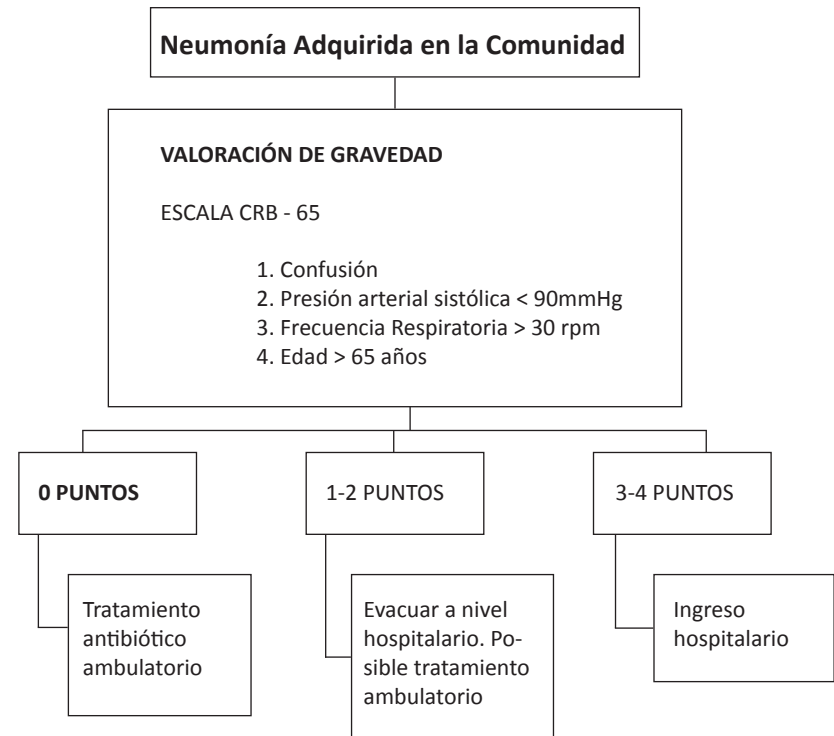 Neumonía Adquirida en la Comunidad
VALORACIÓN DE GRAVEDAD
ESCALA CRB - 65
1. Confusión
2. Presión arterial sistólica < 90mmHg
3. Frecuencia Respiratoria > 30 rpm
4. Edad > 65 años
0 PUNTOS
1-2 PUNTOS
3-4 PUNTOS
Tratamiento
antibiótico
ambulatorio
Evacuar a nivel
hospitalario. Po-
sible tratamiento
ambulatorio
Ingreso
hospitalario